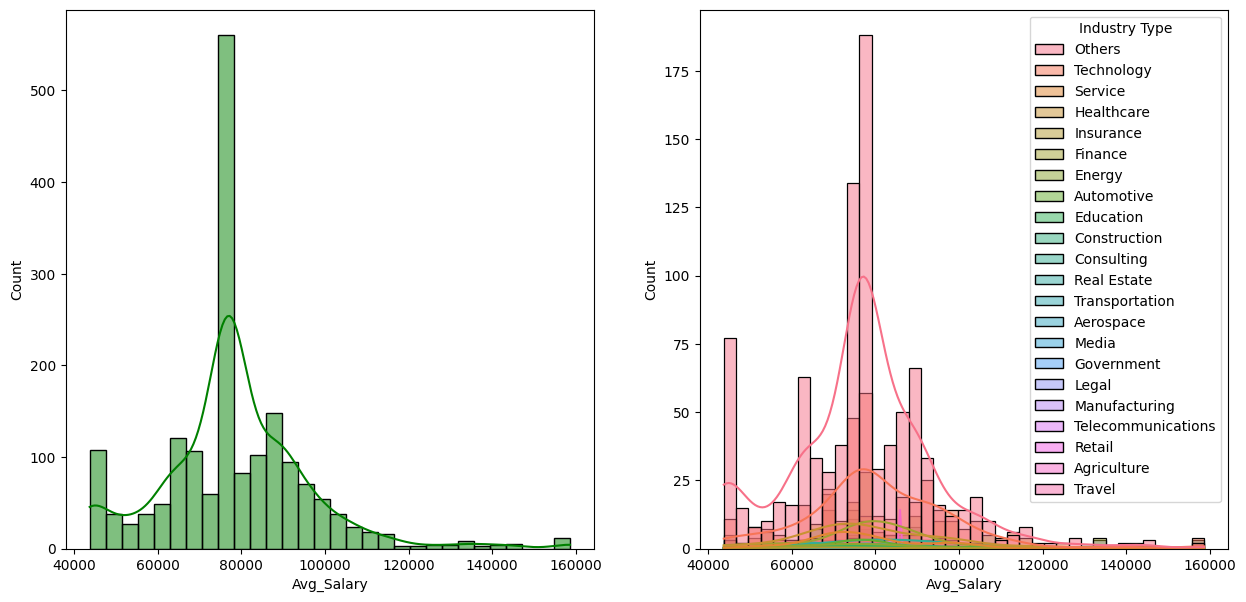 Count
500
400
300
200
100
0
40000 60000 80000 100000 120000 140000 160000
Avg_Salary
Count
175
150
125
100
75
50
25
0
40000 60000 80000 100000 120000 140000 160000
Avg_Salary
Industry Type
Others
Technology
Service
Healthcare
Insurance
Finance
Energy
Automotive
Education
Construction
Consulting
Real Estate
Transportation
Aerospace
Media
Government
Legal
Manufacturing
Telecommunications
Retail
Agriculture
Travel